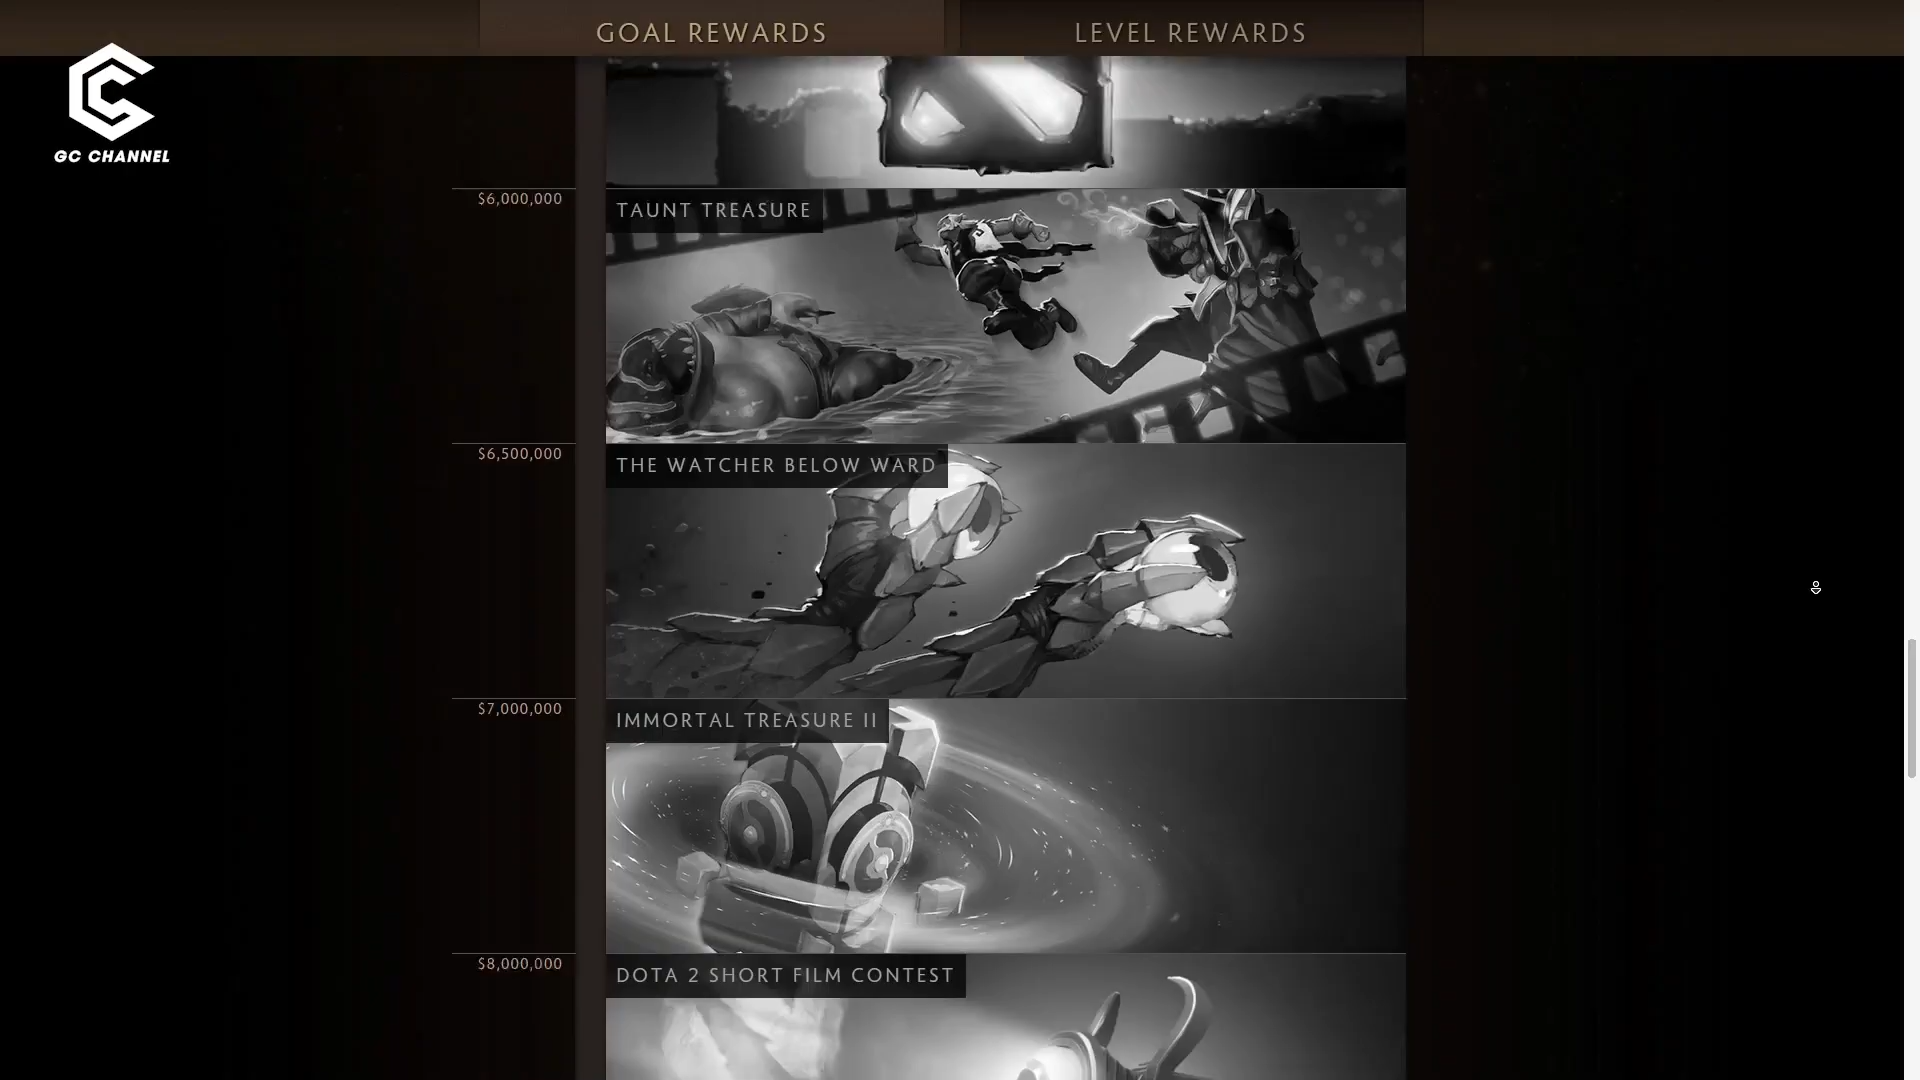 GOAL REWARDS
LEVEL REWARDS
GC CHANNEL
$6,000,000
TAUNT TREASURE
$6,500,000
THE WATCHER BELOW WARD
$7,000,000
IMMORTAL TREASURE II
$8,000,000
DOTA 2 SHORT FILM CONTEST